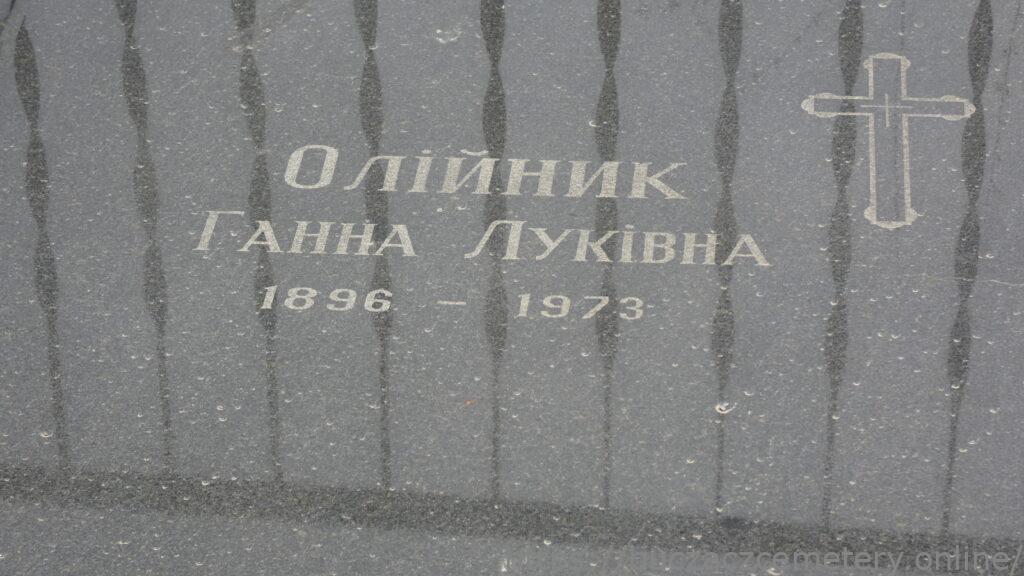 Олійник
Ганна Луківна
1896 – 1973